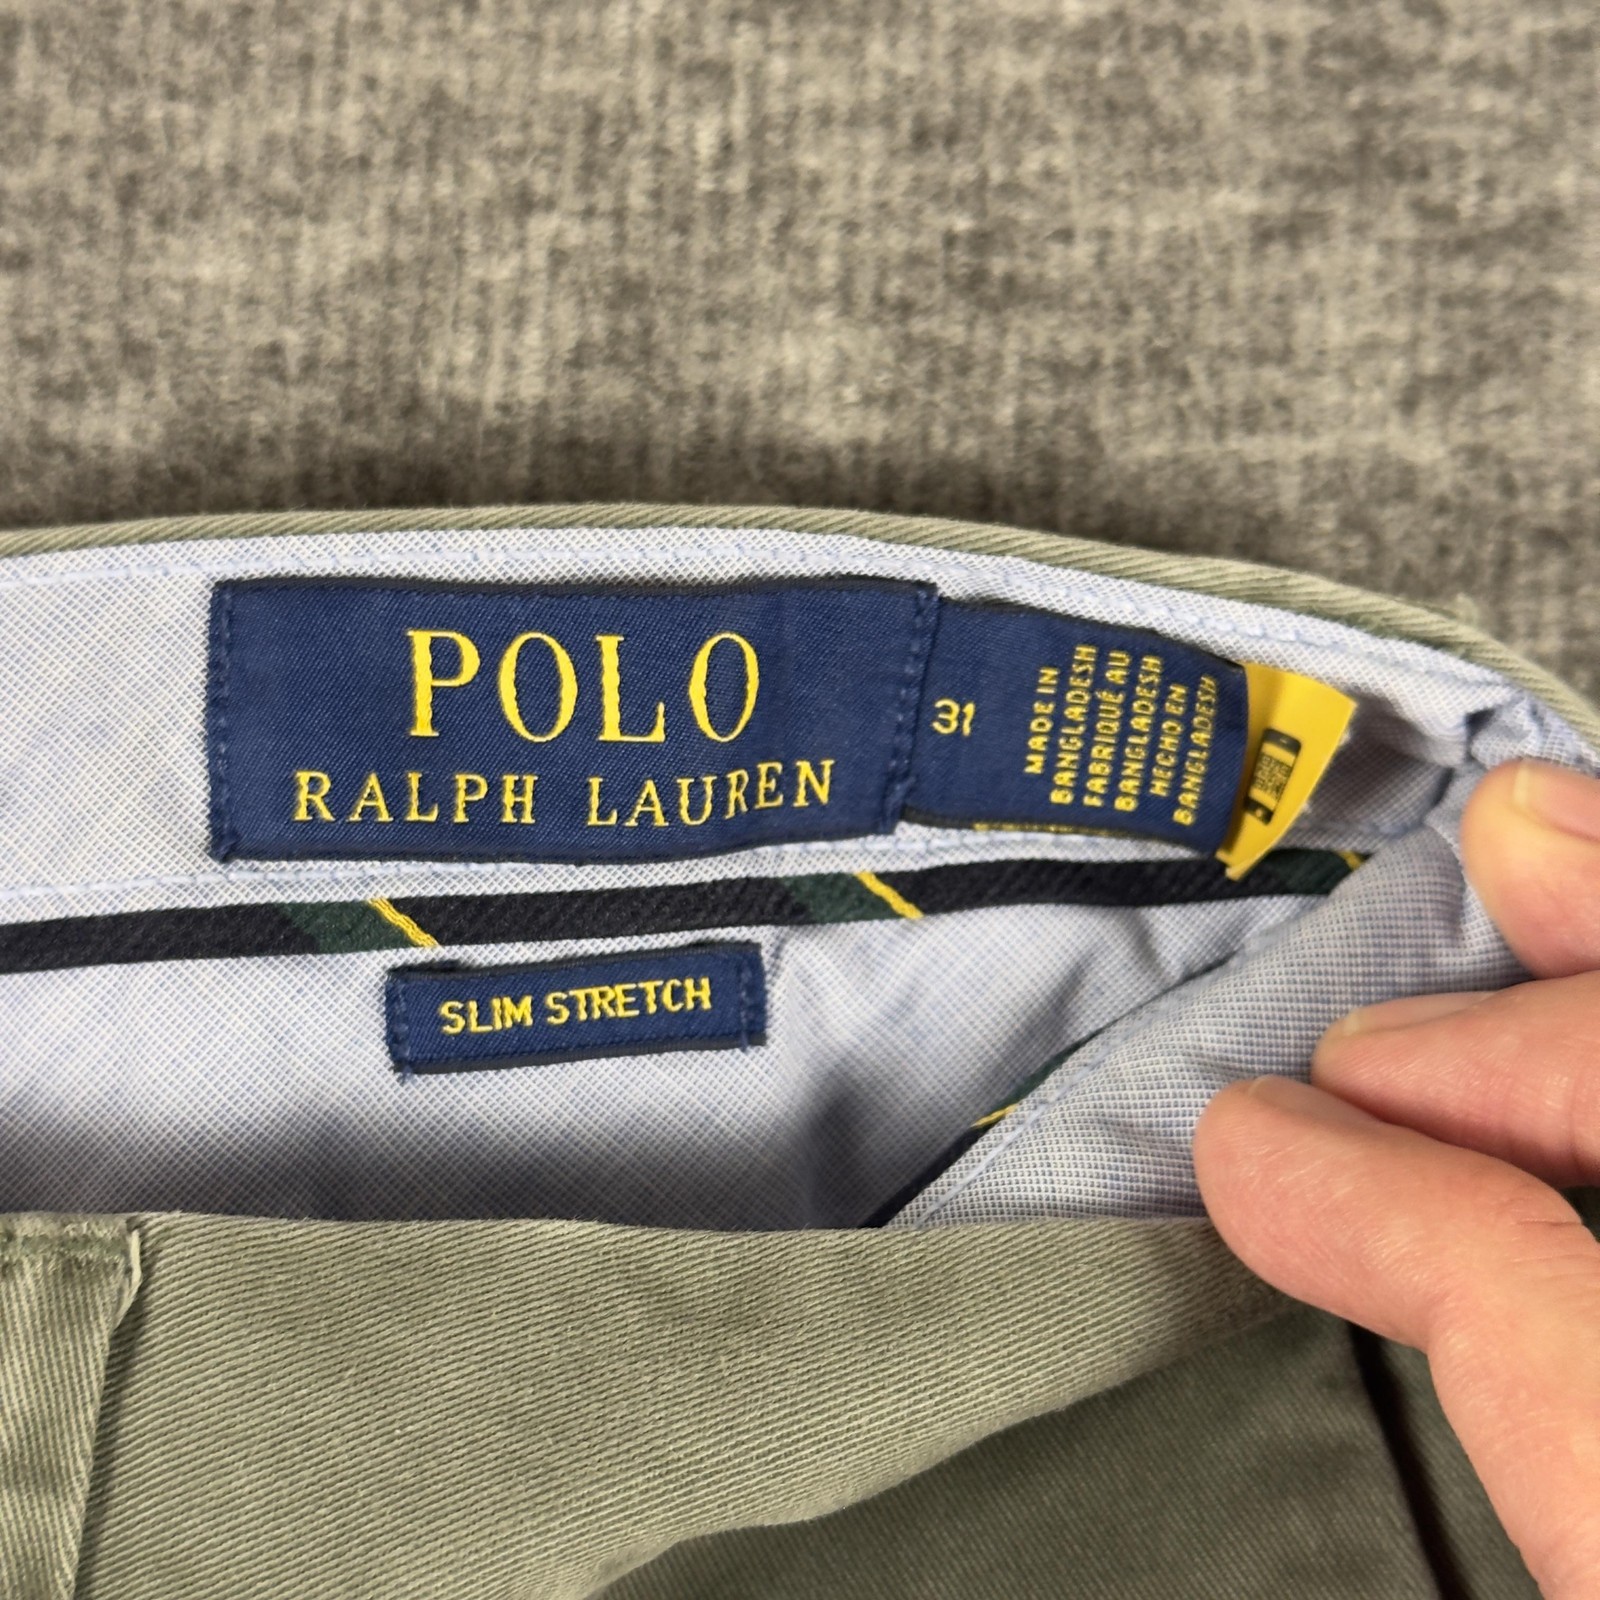 POLO
RALPH LAUREN
31
MADE IN
BANGLADESH
FABRIQUÉ AU
BANGLADESH
HECHO EN
BANGLADESH
SLIM STRETCH